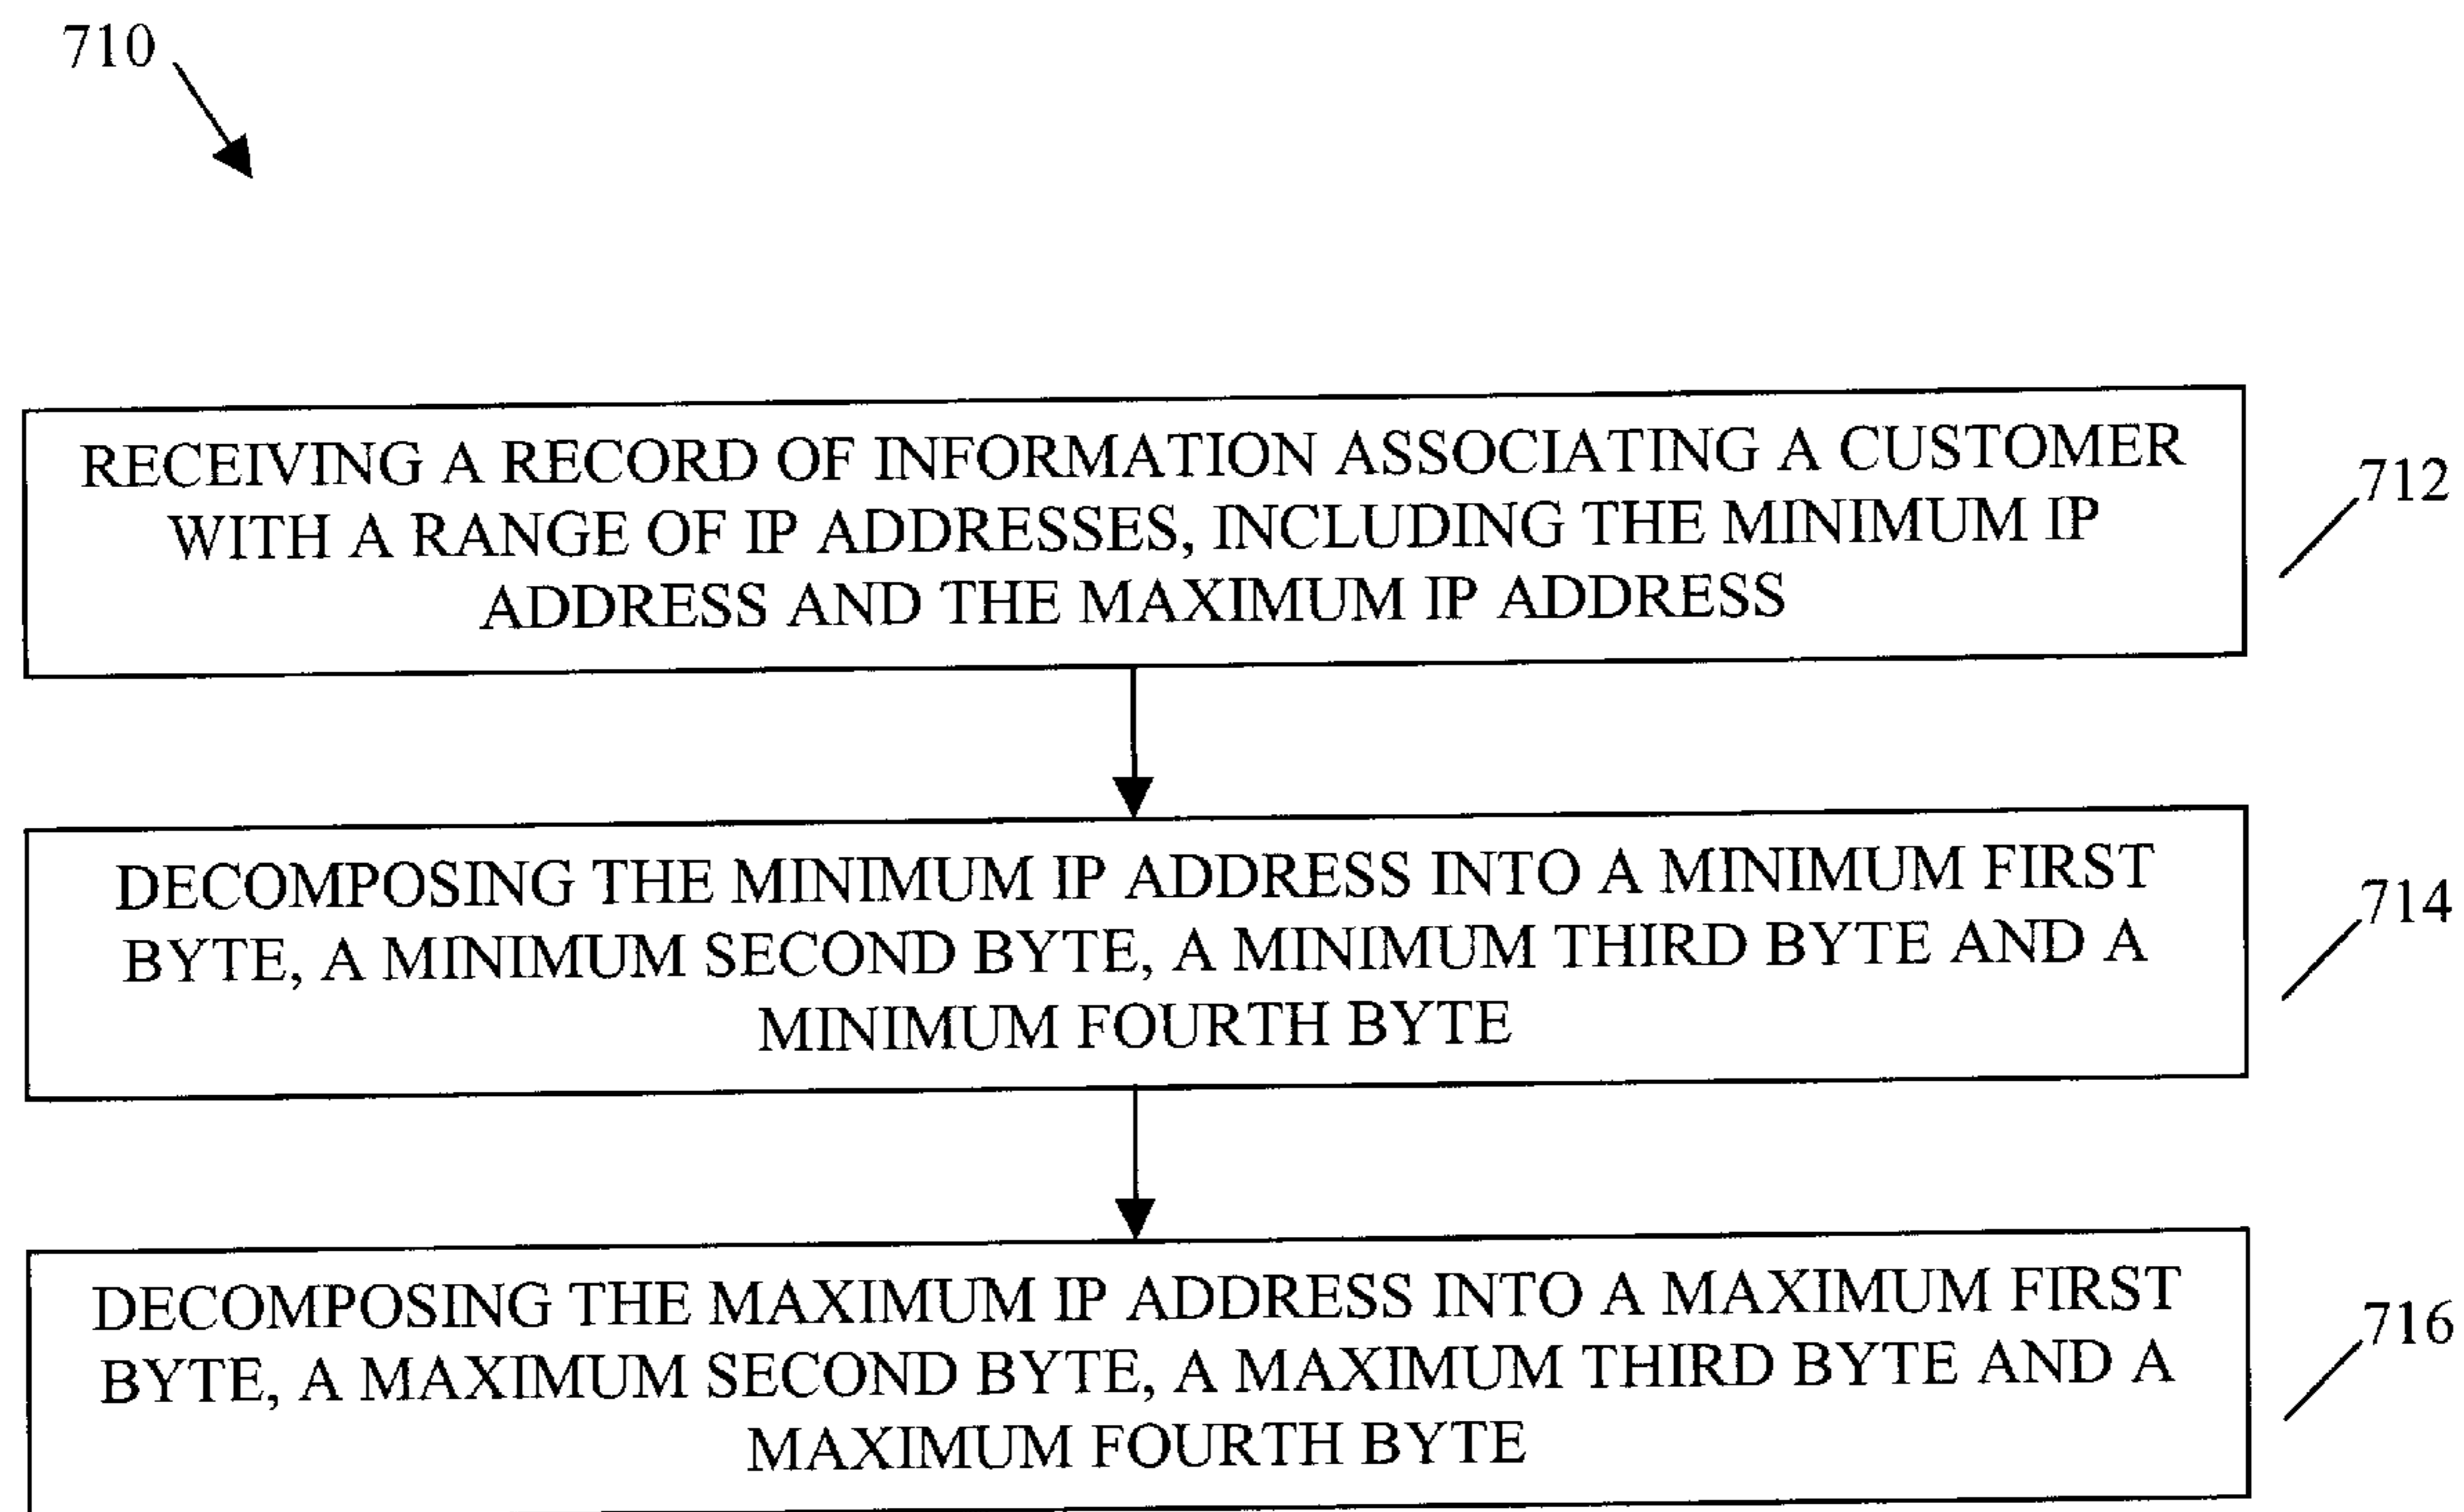 710
RECEIVING A RECORD OF INFORMATION ASSOCIATING A CUSTOMER
WITH A RANGE OF IP ADDRESSES, INCLUDING THE MINIMUM IP
ADDRESS AND THE MAXIMUM IP ADDRESS
712
DECOMPOSING THE MINIMUM IP ADDRESS INTO A MINIMUM FIRST
BYTE, A MINIMUM SECOND BYTE, A MINIMUM THIRD BYTE AND A
MINIMUM FOURTH BYTE
714
DECOMPOSING THE MAXIMUM IP ADDRESS INTO A MAXIMUM FIRST
BYTE, A MAXIMUM SECOND BYTE, A MAXIMUM THIRD BYTE AND A
MAXIMUM FOURTH BYTE
716